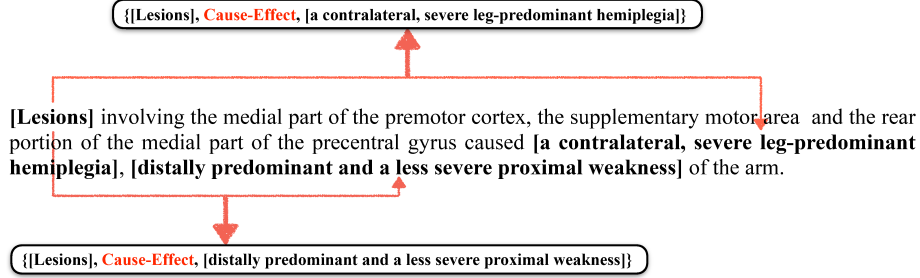 {[Lesions], Cause-Effect, [a contralateral, severe leg-predominant hemiplegia]}
[Lesions] involving the medial part of the premotor cortex, the supplementary motor area and the rear
portion of the medial part of the precentral gyrus caused [a contralateral, severe leg-predominant
hemiplegia], [distally predominant and a less severe proximal weakness] of the arm.
{[Lesions], Cause-Effect, [distally predominant and a less severe proximal weakness]}